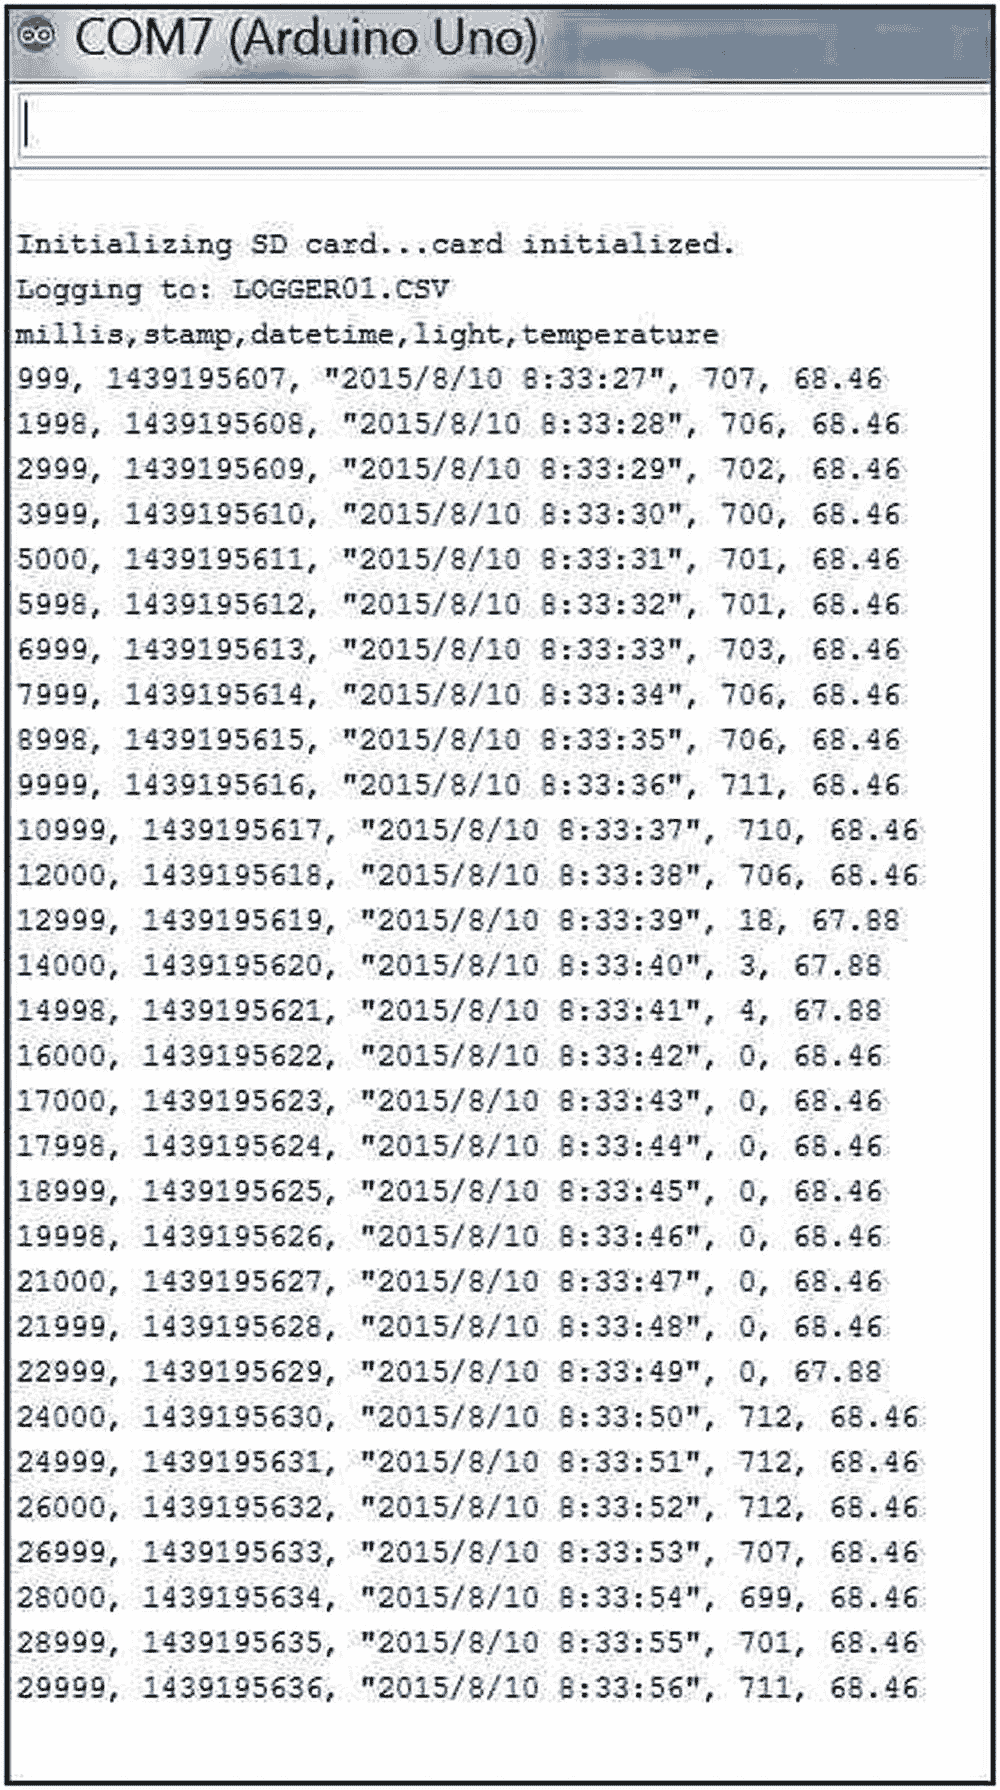 COM7 (Arduino Uno)
Initializing SD card...card initialized.
Logging to: LOGGER01.CSV
millis,stamp,datetime,light,temperature
999, 1439195607, "2015/8/10 8:33:27", 707, 68.46
1998, 1439195608, "2015/8/10 8:33:28", 706, 68.46
2999, 1439195609, "2015/8/10 8:33:29", 702, 68.46
3999, 1439195610, "2015/8/10 8:33:30", 700, 68.46
5000, 1439195611, "2015/8/10 8:33:31", 701, 68.46
5998, 1439195612, "2015/8/10 8:33:32", 701, 68.46
6999, 1439195613, "2015/8/10 8:33:33", 703, 68.46
7999, 1439195614, "2015/8/10 8:33:34", 706, 68.46
8998, 1439195615, "2015/8/10 8:33:35", 706, 68.46
9999, 1439195616, "2015/8/10 8:33:36", 711, 68.46
10999, 1439195617, "2015/8/10 8:33:37", 710, 68.46
12000, 1439195618, "2015/8/10 8:33:38", 706, 68.46
12999, 1439195619, "2015/8/10 8:33:39", 18, 67.88
14000, 1439195620, "2015/8/10 8:33:40", 3, 67.88
14998, 1439195621, "2015/8/10 8:33:41", 4, 67.88
16000, 1439195622, "2015/8/10 8:33:42", 0, 68.46
17000, 1439195623, "2015/8/10 8:33:43", 0, 68.46
17998, 1439195624, "2015/8/10 8:33:44", 0, 68.46
18999, 1439195625, "2015/8/10 8:33:45", 0, 68.46
19998, 1439195626, "2015/8/10 8:33:46", 0, 68.46
21000, 1439195627, "2015/8/10 8:33:47", 0, 68.46
21999, 1439195628, "2015/8/10 8:33:48", 0, 68.46
22999, 1439195629, "2015/8/10 8:33:49", 0, 67.88
24000, 1439195630, "2015/8/10 8:33:50", 712, 68.46
24999, 1439195631, "2015/8/10 8:33:51", 712, 68.46
26000, 1439195632, "2015/8/10 8:33:52", 712, 68.46
26999, 1439195633, "2015/8/10 8:33:53", 707, 68.46
28000, 1439195634, "2015/8/10 8:33:54", 699, 68.46
28999, 1439195635, "2015/8/10 8:33:55", 701, 68.46
29999, 1439195636, "2015/8/10 8:33:56", 711, 68.46